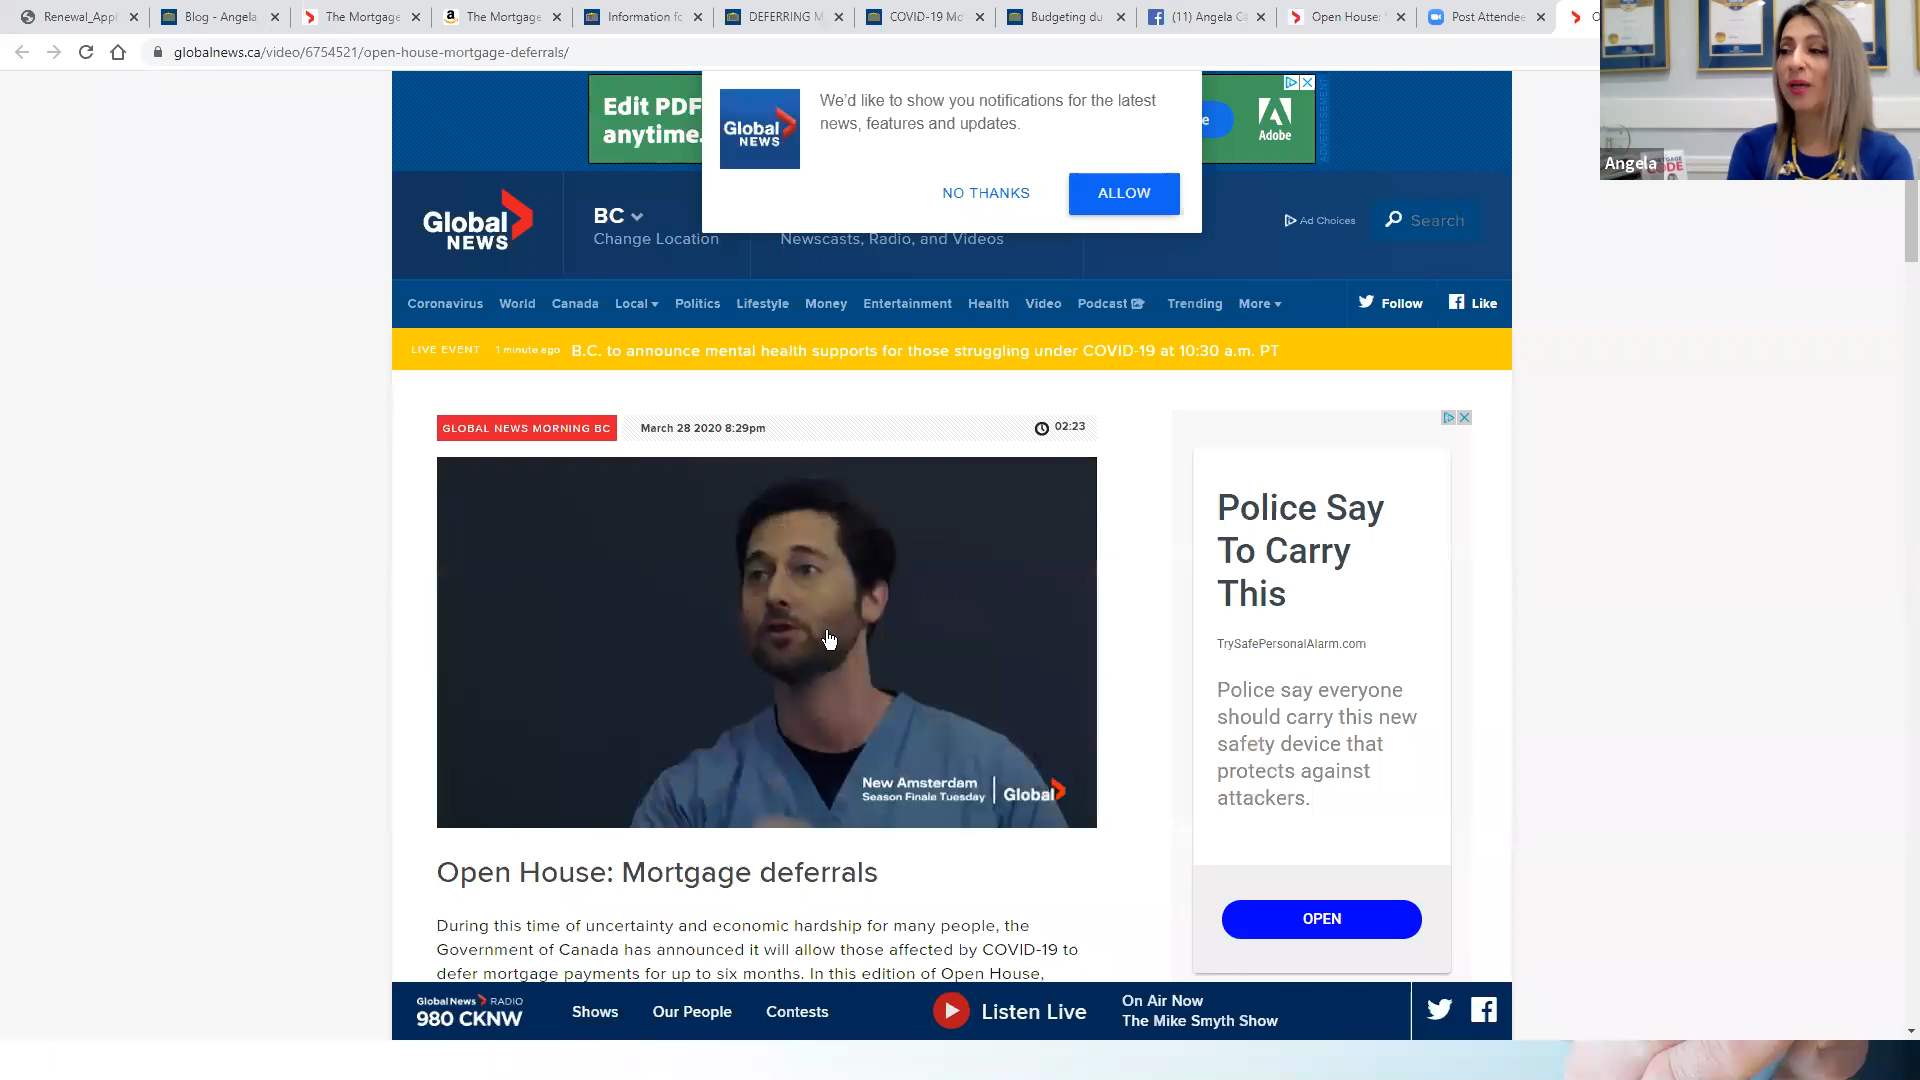 Renewal_Appl
Blog - Angela
The Mortgage
The Mortgage
Information fo
DEFERRING M
COVID-19 Mo
Budgeting du
(11) Angela Ca
Open House:
Post Attendee
globalnews.ca/video/6754521/open-house-mortgage-deferrals/
Angela
Edit PDF
anytime.
Adobe
ADVERTISEMENT
Global
NEWS
We'd like to show you notifications for the latest
news, features and updates.
NO THANKS
ALLOW
Global
NEWS
BC
Change Location
Newscasts, Radio, and Videos
Ad Choices
Search
Coronavirus World Canada Local Politics Lifestyle Money Entertainment Health Video Podcast Trending More
Follow
Like
LIVE EVENT 1 minute ago B.C. to announce mental health supports for those struggling under COVID-19 at 10:30 a.m. PT
GLOBAL NEWS MORNING BC
March 28 2020 8:29pm
02:23
New Amsterdam
Season Finale Tuesday
Global
Open House: Mortgage deferrals
During this time of uncertainty and economic hardship for many people, the
Government of Canada has announced it will allow those affected by COVID-19 to
defer mortgage payments for up to six months. In this edition of Open House,
Police Say
To Carry
This
TrySafePersonalAlarm.com
Police say everyone
should carry this new
safety device that
protects against
attackers.
OPEN
Global News RADIO
980 CKNW
Shows
Our People
Contests
Listen Live
On Air Now
The Mike Smyth Show